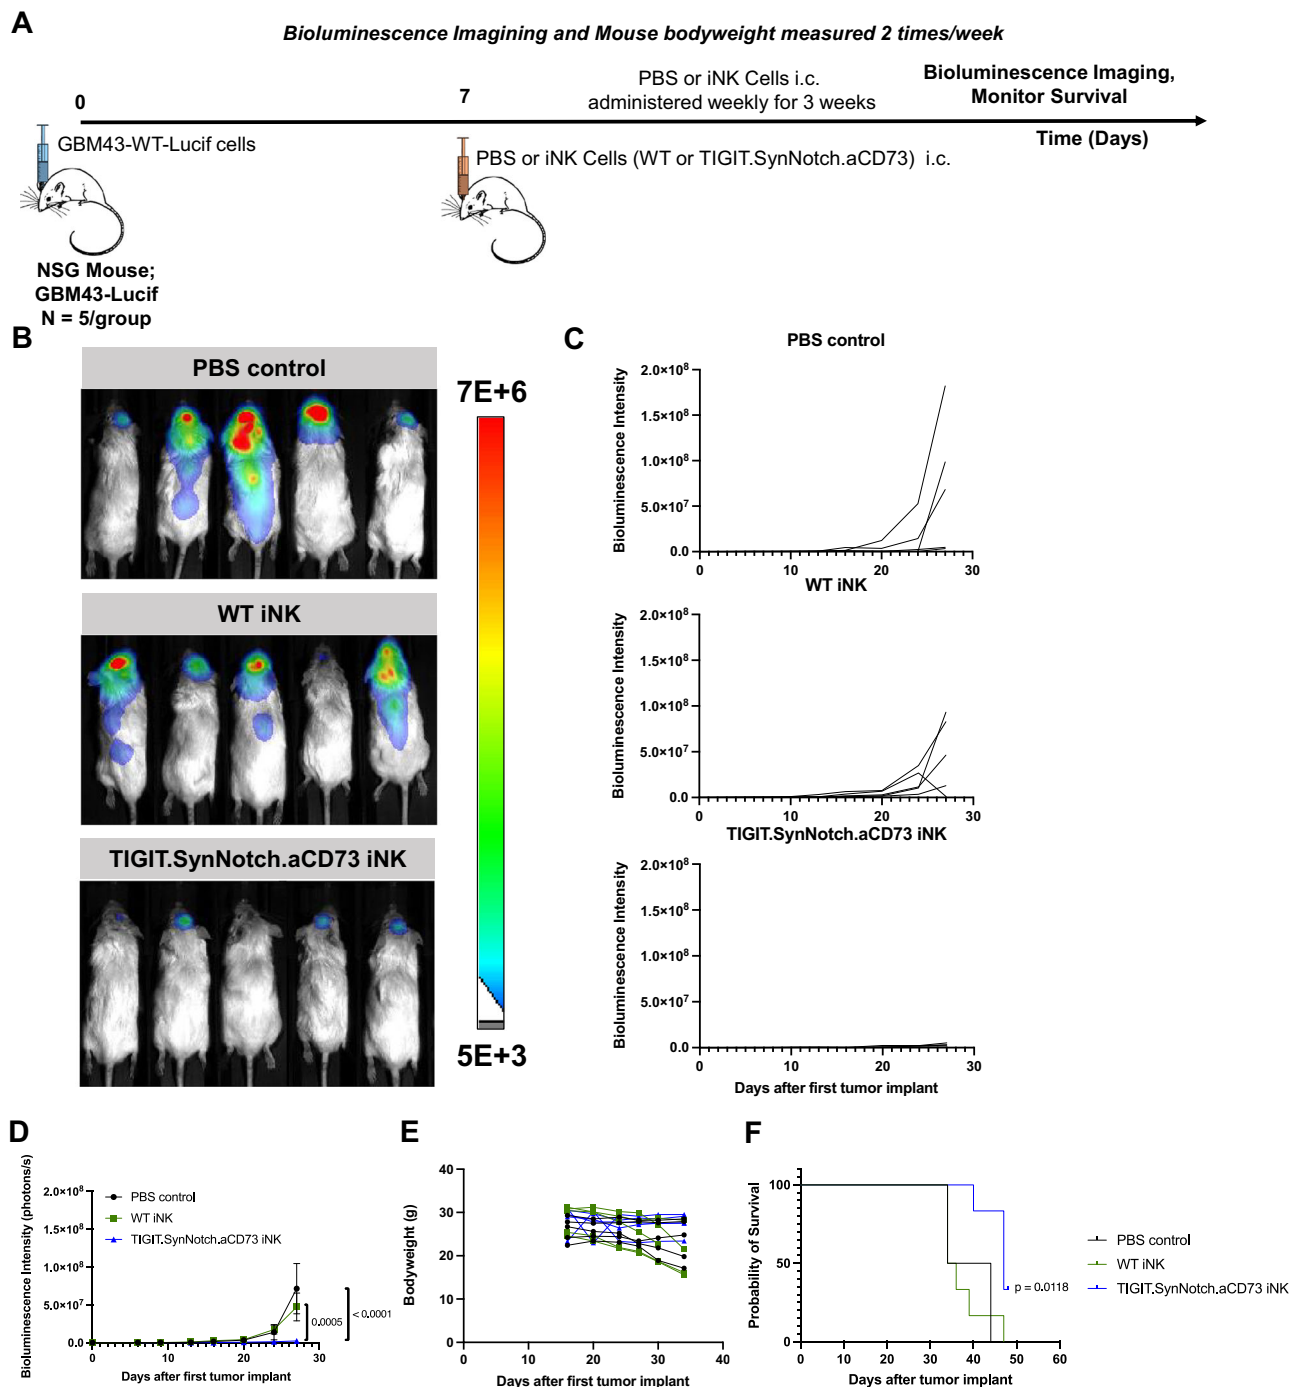 A
Bioluminescence Imagining and Mouse bodyweight measured 2 times/week
0
7
PBS or iNK Cells i.c.
administered weekly for 3 weeks
Bioluminescence Imaging,
Monitor Survival
Time (Days)
GBM43-WT-Lucif cells
PBS or iNK Cells (WT or TIGIT.SynNotch.aCD73) i.c.
NSG Mouse;
GBM43-Lucif
N = 5/group
B
PBS control
WT iNK
TIGIT.SynNotch.aCD73 iNK
7E+6
5E+3
C
PBS control
Bioluminescence Intensity
2.0×10⁸
1.5×10⁸
1.0×10⁸
5.0×10⁷
0.0
0 10 20 30
WT iNK
Bioluminescence Intensity
2.0×10⁸
1.5×10⁸
1.0×10⁸
5.0×10⁷
0.0
0 10 20 30
TIGIT.SynNotch.aCD73 iNK
Bioluminescence Intensity
2.0×10⁸
1.5×10⁸
1.0×10⁸
5.0×10⁷
0.0
0 10 20 30
Days after first tumor implant
D
Bioluminescence Intensity (photons/s)
2.0×10⁸
1.5×10⁸
1.0×10⁸
5.0×10⁷
0.0
0 10 20 30
Days after first tumor implant
PBS control
WT iNK
TIGIT.SynNotch.aCD73 iNK
0.0005
< 0.0001
E
Bodyweight (g)
40
30
20
10
0
0 10 20 30 40
Days after first tumor implant
F
Probability of Survival
100
50
0
0 10 20 30 40 50 60
Days after tumor implant
p = 0.0118
PBS control
WT iNK
TIGIT.SynNotch.aCD73 iNK